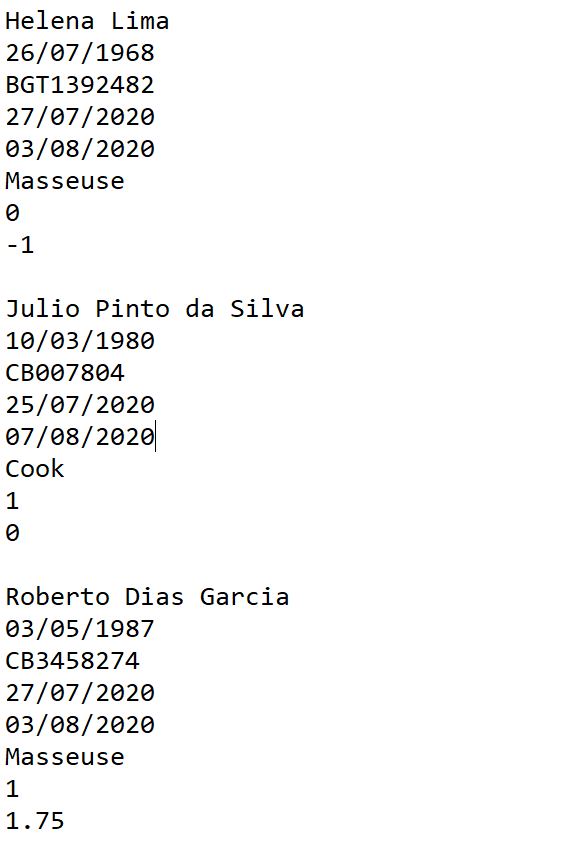 Helena Lima
26/07/1968
BGT1392482
27/07/2020
03/08/2020
Masseuse
0
-1

Julio Pinto da Silva
10/03/1980
CB007804
25/07/2020
07/08/2020
Cook
1
0

Roberto Dias Garcia
03/05/1987
CB3458274
27/07/2020
03/08/2020
Masseuse
1
1.75